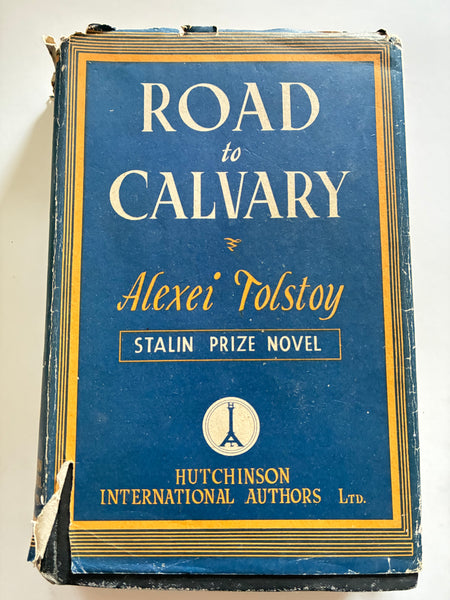 ROAD
to
CALVARY
Alexei Tolstoy
STALIN PRIZE NOVEL
HUTCHINSON
INTERNATIONAL AUTHORS LTD.